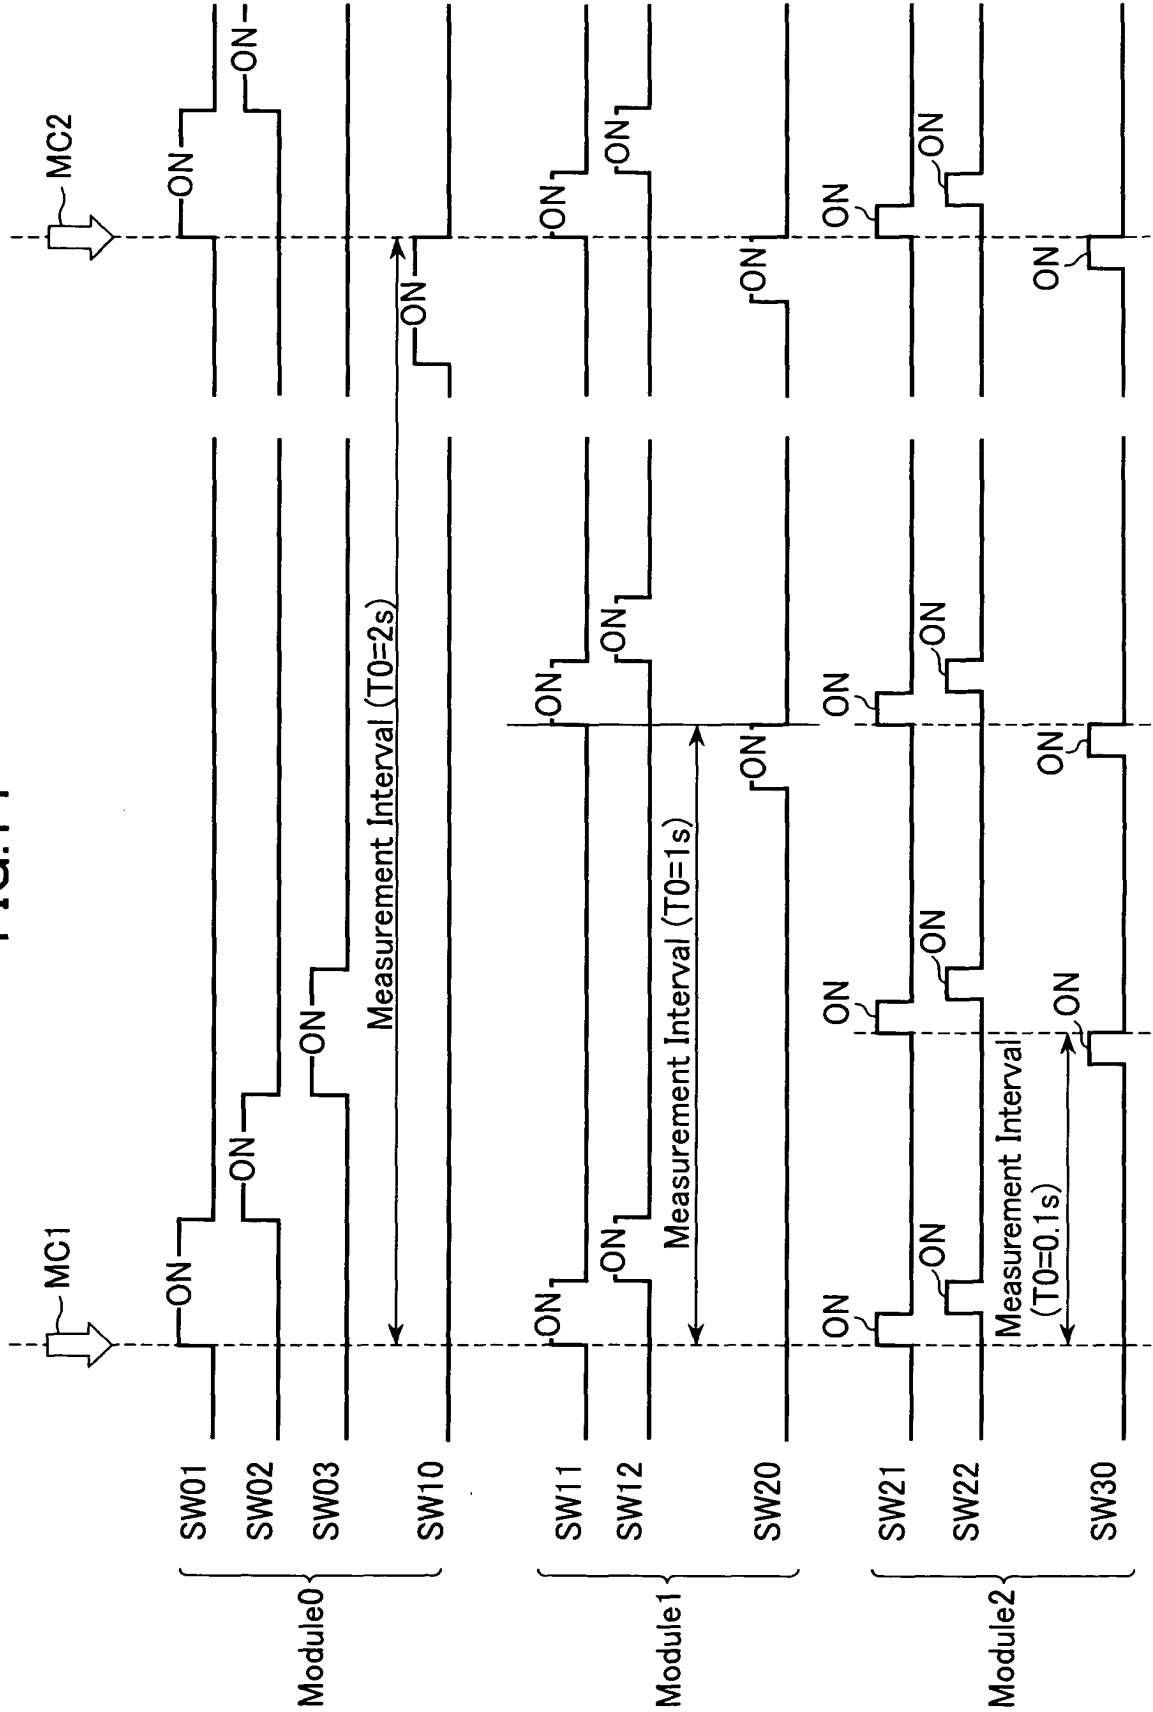 MC1
MC2
SW01 ON ON
SW02 ON ON
SW03 ON
Module0
Measurement Interval (T0=2s)
SW10 ON
SW11 ON ON ON
SW12 ON ON ON
Module1
Measurement Interval (T0=1s)
SW20 ON ON
SW21 ON ON ON ON
SW22 ON ON ON ON
Module2
Measurement Interval
(T0=0.1s)
SW30 ON ON ON